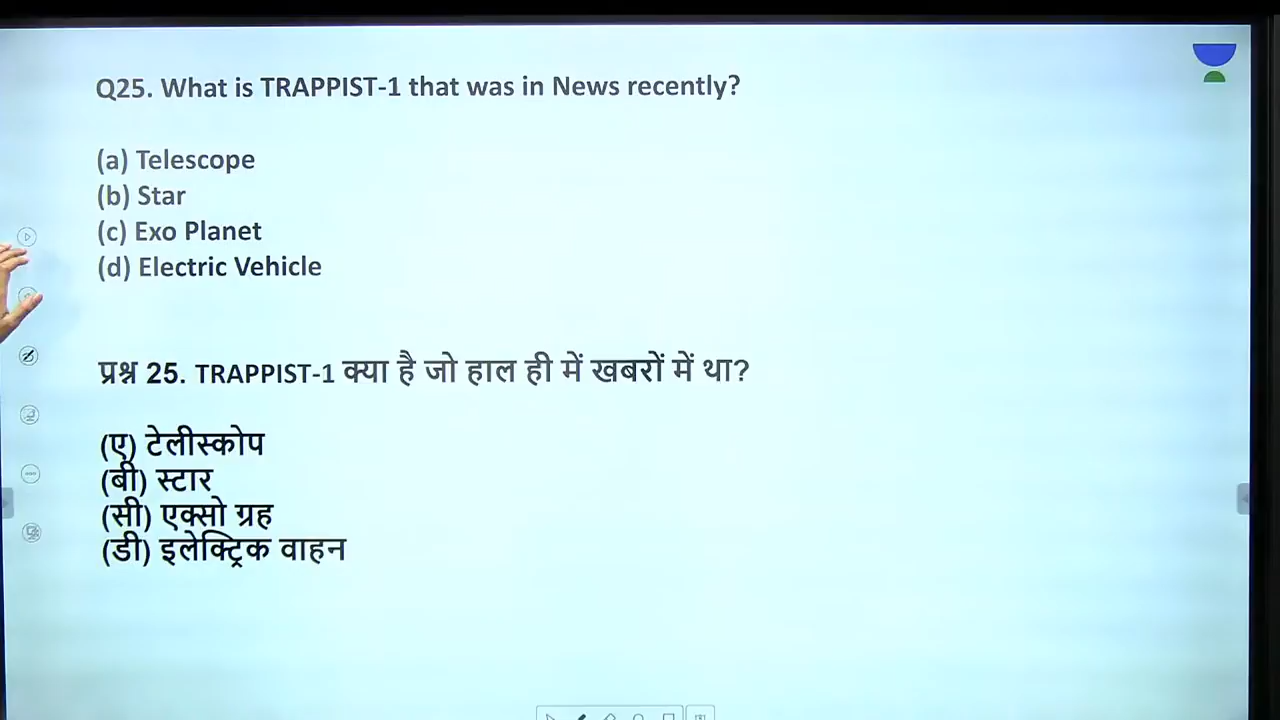 Q25. What is TRAPPIST-1 that was in News recently?
(a) Telescope
(b) Star
(c) Exo Planet
(d) Electric Vehicle
प्रश्न 25. TRAPPIST-1 क्या है जो हाल ही में खबरों में था?
(ए) टेलीस्कोप
(बी) स्टार
(सी) एक्सो ग्रह
(डी) इलेक्ट्रिक वाहन